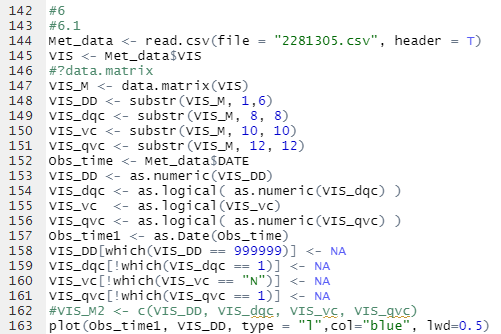 142 #6
143 #6.1
144 Met_data <- read.csv(file = "2281305.csv", header = T)
145 VIS <- Met_data$VIS
146 #?data.matrix
147 VIS_M <- data.matrix(VIS)
148 VIS_DD <- substr(VIS_M, 1,6)
149 VIS_dqc <- substr(VIS_M, 8, 8)
150 VIS_vc <- substr(VIS_M, 10, 10)
151 VIS_qvc <- substr(VIS_M, 12, 12)
152 Obs_time <- Met_data$DATE
153 VIS_DD <- as.numeric(VIS_DD)
154 VIS_dqc <- as.logical( as.numeric(VIS_dqc) )
155 VIS_vc  <- as.logical(VIS_vc)
156 VIS_qvc <- as.logical( as.numeric(VIS_qvc) )
157 Obs_time1 <- as.Date(Obs_time)
158 VIS_DD[which(VIS_DD == 999999)] <- NA
159 VIS_dqc[!which(VIS_dqc == 1)] <- NA
160 VIS_vc[!which(VIS_vc == "N")] <- NA
161 VIS_qvc[!which(VIS_qvc == 1)] <- NA
162 #VIS_M2 <- c(VIS_DD, VIS_dqc, VIS_vc, VIS_qvc)
163 plot(Obs_time1, VIS_DD, type = "l",col="blue", lwd=0.5)